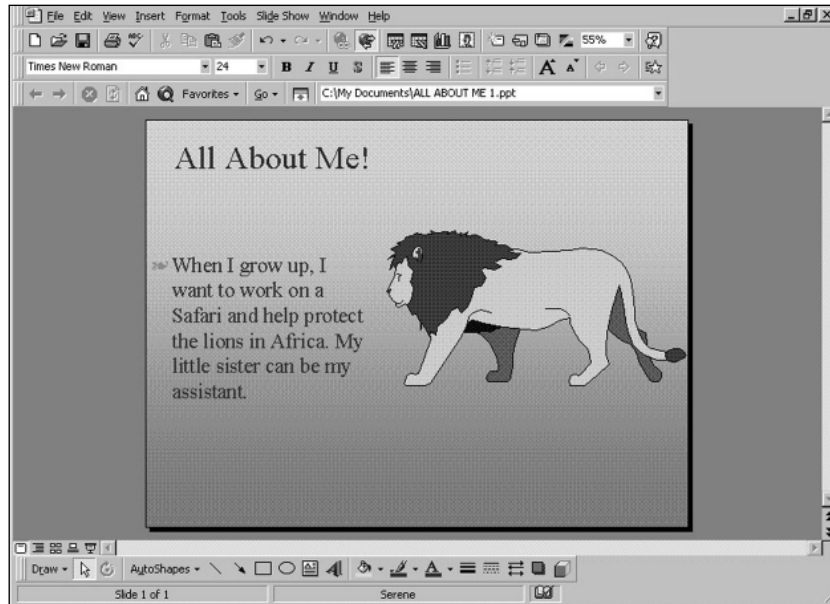 File Edit View Insert Format Tools Slide Show Window Help
55%
Times New Roman 24 B I U S A A
Favorites Go C:\My Documents\ALL ABOUT ME 1.ppt
All About Me!
When I grow up, I
want to work on a
Safari and help protect
the lions in Africa. My
little sister can be my
assistant.
Draw AutoShapes A A
Slide 1 of 1 Serene